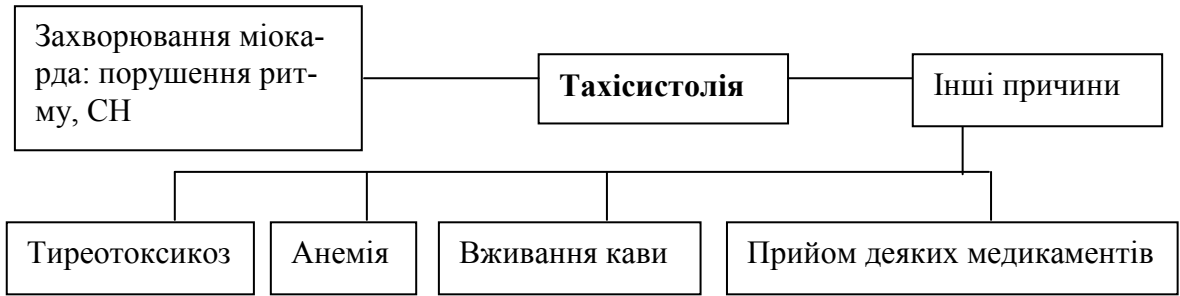 Захворювання міока-
рда: порушення рит-
му, СН
Тахісистолія
Інші причини
Тиреотоксикоз
Анемія
Вживання кави
Прийом деяких медикаментів